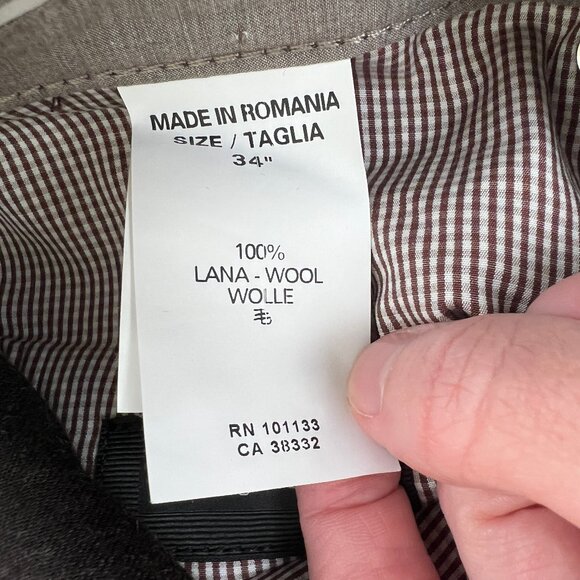 MADE IN ROMANIA
SIZE / TAGLIA
34"
100%
LANA - WOOL
WOLLE
毛
RN 101133
CA 38332